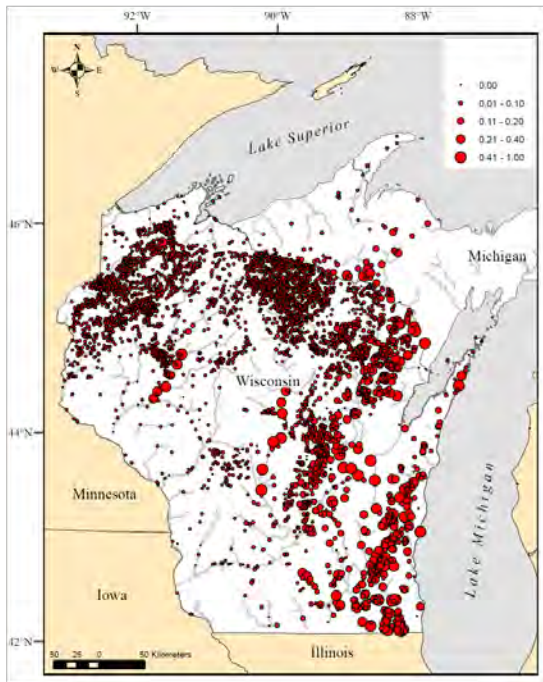 92°W 90°W 88°W
N
W E
S
0.00
0.01 - 0.10
0.11 - 0.20
0.21 - 0.40
0.41 - 1.00
Lake Superior
46°N
Michigan
Wisconsin
44°N
Minnesota
Lake Michigan
Iowa
42°N
50 25 0 50 Kilometers
Illinois